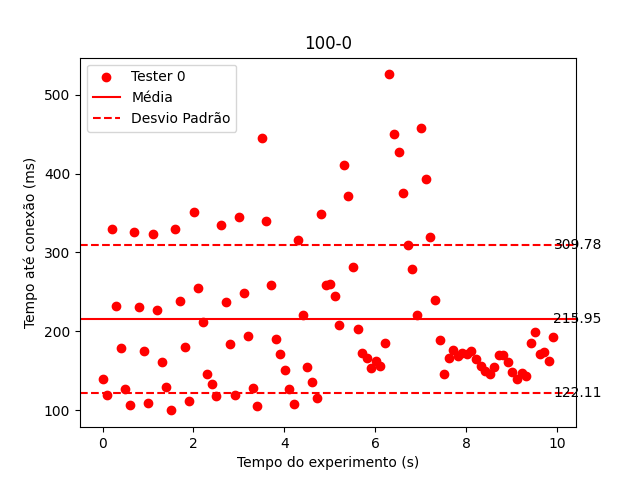 100-0
Tester 0
Média
Desvio Padrão
500
400
300
200
100
309.78
215.95
122.11
Tempo até conexão (ms)
0 2 4 6 8 10
Tempo do experimento (s)